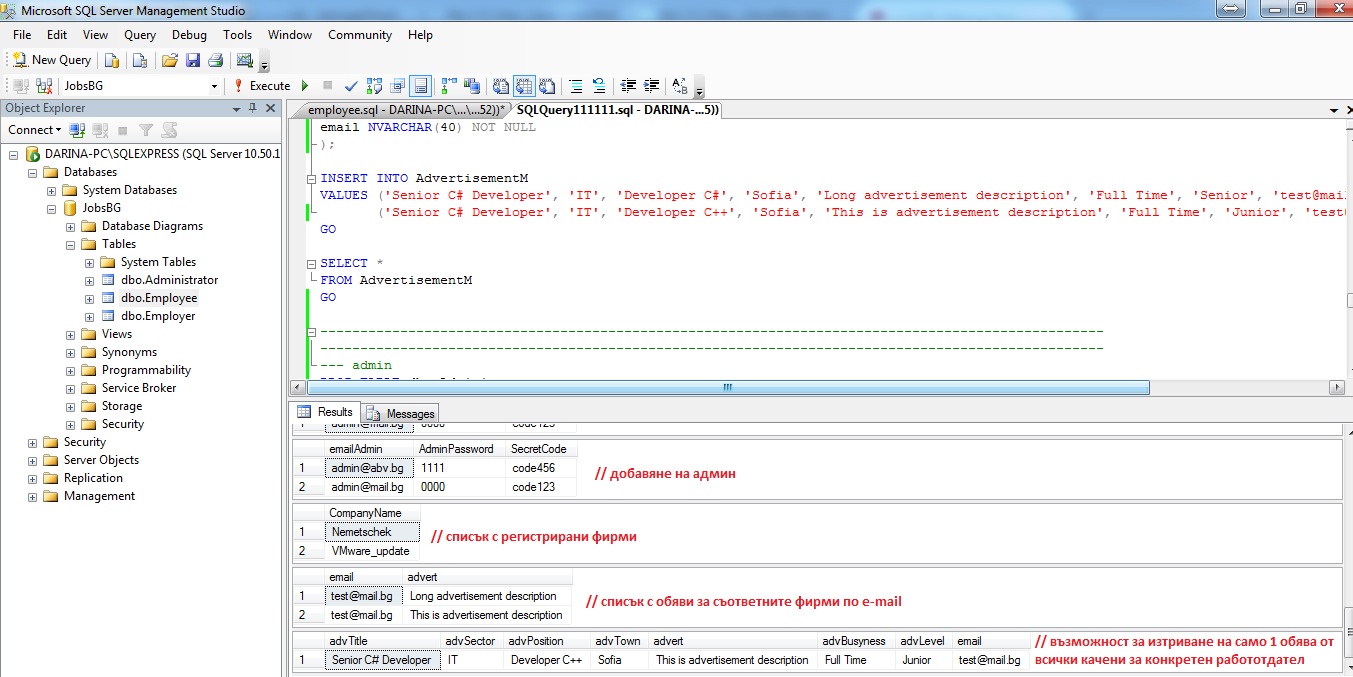 Microsoft SQL Server Management Studio
File Edit View Query Debug Tools Window Community Help
New Query
JobsBG Execute
Object Explorer
Connect
DARINA-PC\SQLEXPRESS (SQL Server 10.50.1
Databases
System Databases
JobsBG
Database Diagrams
Tables
System Tables
dbo.Administrator
dbo.Employee
dbo.Employer
Views
Synonyms
Programmability
Service Broker
Storage
Security
Security
Server Objects
Replication
Management
employee.sql - DARINA-PC\...\...52))* SQLQuery111111.sql - DARINA-...5))
email NVARCHAR(40) NOT NULL
);
INSERT INTO AdvertisementM
VALUES ('Senior C# Developer', 'IT', 'Developer C#', 'Sofia', 'Long advertisement description', 'Full Time', 'Senior', 'test@mai
('Senior C# Developer', 'IT', 'Developer C++', 'Sofia', 'This is advertisement description', 'Full Time', 'Junior', 'test
GO
SELECT *
FROM AdvertisementM
GO
--------------------------------------------------------------------------------------------------
--------------------------------------------------------------------------------------------------
--- admin
Results Messages
1 admin@mail.bg 0000 code123
emailAdmin AdminPassword SecretCode
1 admin@abv.bg 1111 code456
2 admin@mail.bg 0000 code123
// добавяне на админ
CompanyName
1 Nemetschek
2 VMware_update
// списък с регистрирани фирми
email advert
1 test@mail.bg Long advertisement description
2 test@mail.bg This is advertisement description
// списък с обяви за съответните фирми по e-mail
advTitle advSector advPosition advTown advert advBusyness advLevel email
1 Senior C# Developer IT Developer C++ Sofia This is advertisement description Full Time Junior test@mail.bg
// възможност за изтриване на само 1 обява от
всички качени за конкретен работотдател